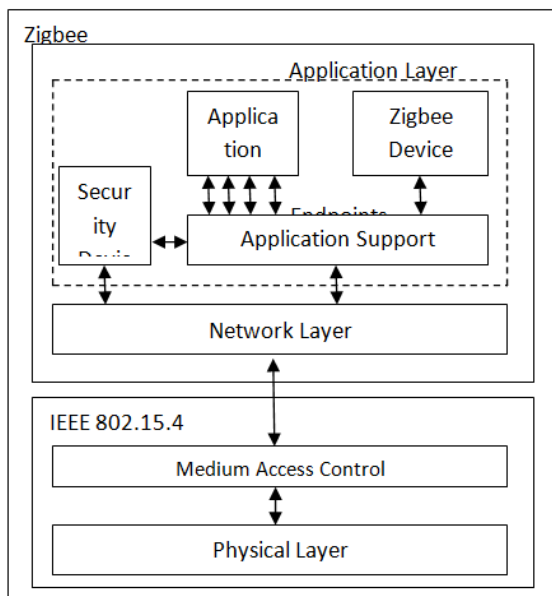 Zigbee
Application Layer
Applica
tion
Zigbee
Device
Secur
ity
Endpoints
Application Support
Network Layer
IEEE 802.15.4
Medium Access Control
Physical Layer